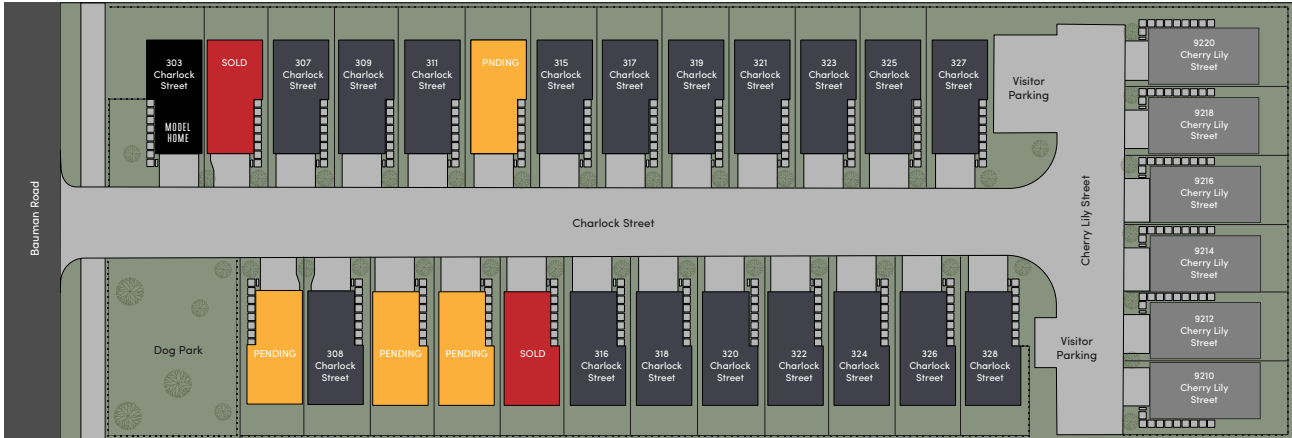 Bauman Road
303
Charlock
Street
MODEL
HOME
SOLD
307
Charlock
Street
309
Charlock
Street
311
Charlock
Street
PNDING
315
Charlock
Street
317
Charlock
Street
319
Charlock
Street
321
Charlock
Street
323
Charlock
Street
325
Charlock
Street
327
Charlock
Street
Visitor
Parking
9220
Cherry Lily
Street
9218
Cherry Lily
Street
9216
Cherry Lily
Street
9214
Cherry Lily
Street
9212
Cherry Lily
Street
9210
Cherry Lily
Street
Charlock Street
Cherry Lily Street
Dog Park
PENDING
308
Charlock
Street
PENDING
PENDING
SOLD
316
Charlock
Street
318
Charlock
Street
320
Charlock
Street
322
Charlock
Street
324
Charlock
Street
326
Charlock
Street
328
Charlock
Street
Visitor
Parking